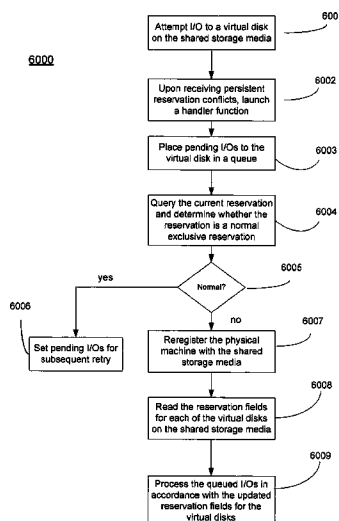 6000
Attempt I/O to a virtual disk
on the shared storage media
600
Upon receiving persistent
reservation conflicts, launch
a handler function
6002
Place pending I/Os to the
virtual disk in a queue
6003
Query the current reservation
and determine whether the
reservation is a normal
exclusive reservation
6004
Normal?
6005
yes
no
6006
Set pending I/Os for
subsequent retry
Reregister the physical
machine with the shared
storage media
6007
Read the reservation fields
for each of the virtual disks
on the shared storage media
6008
Process the queued I/Os in
accordance with the updated
reservation fields for the
virtual disks
6009